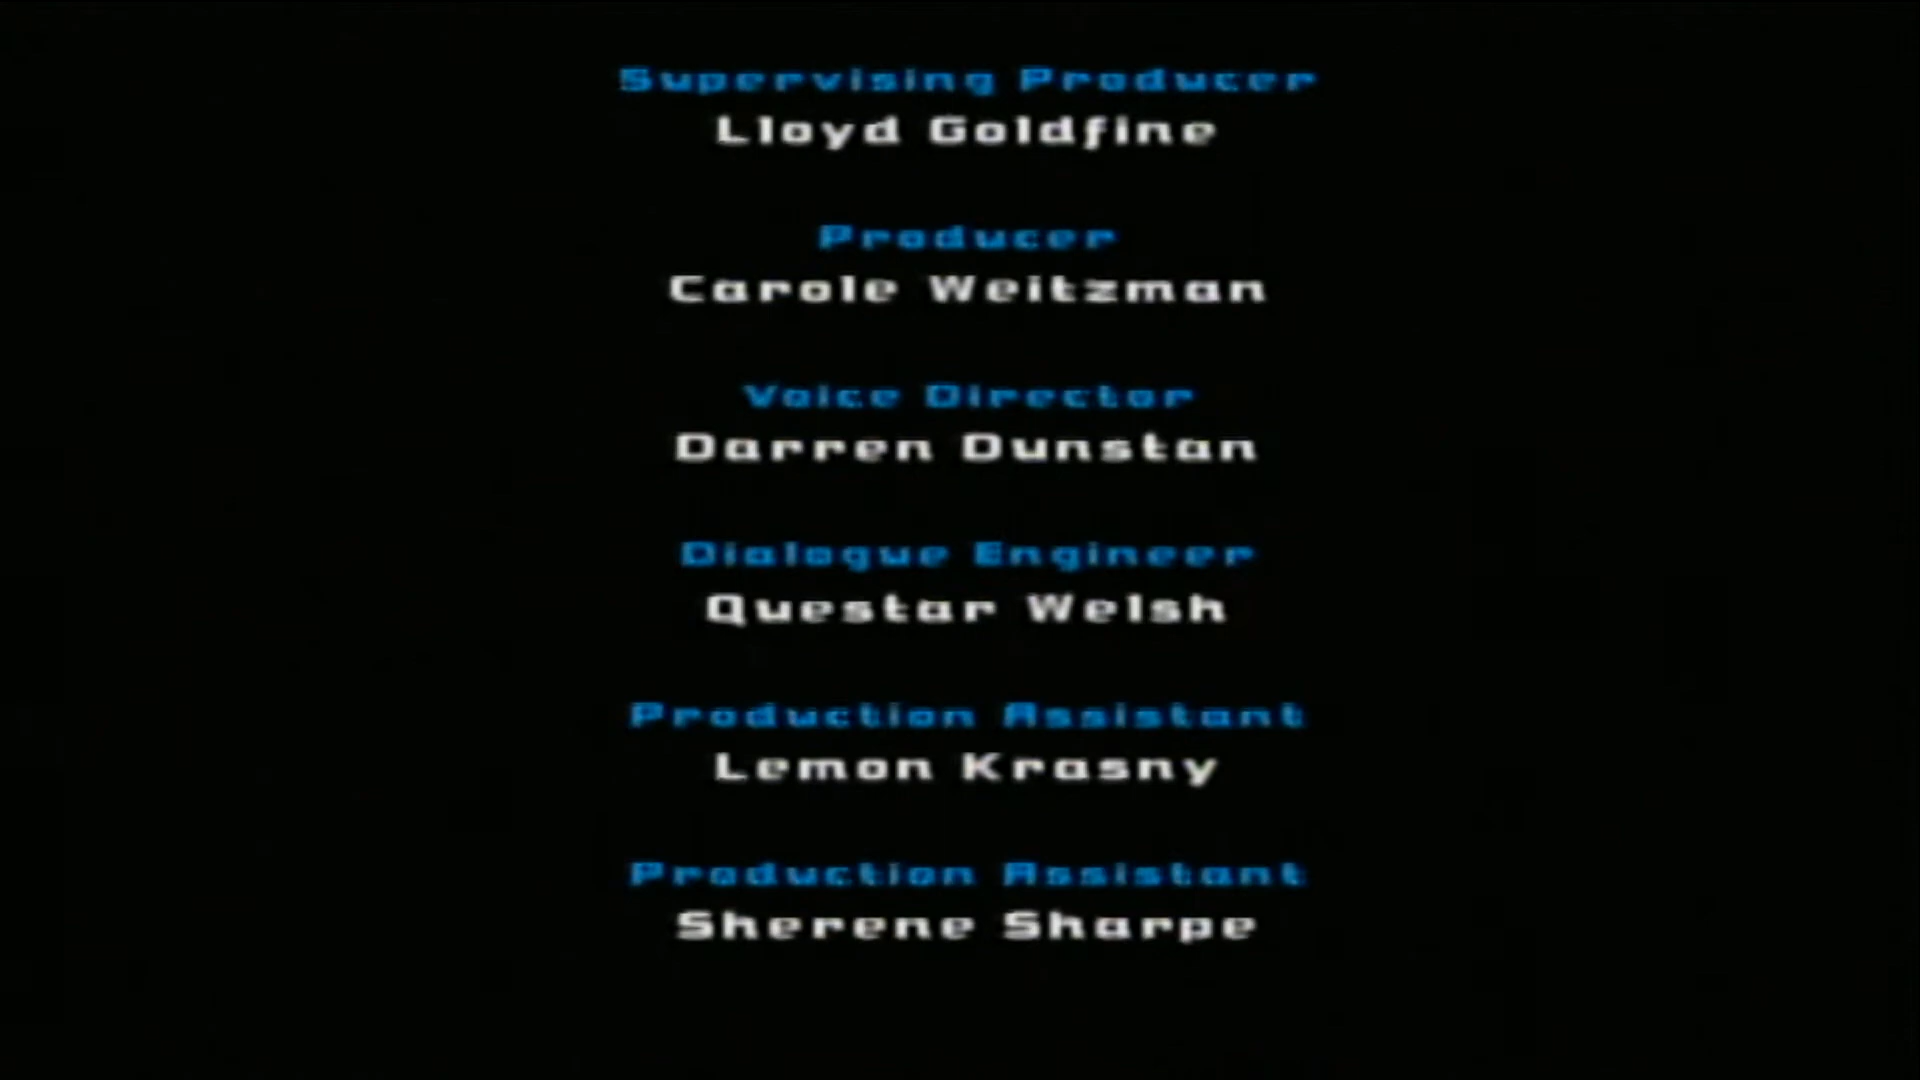 Supervising Producer
Lloyd Goldfine
Producer
Carole Weitzman
Voice Director
Darren Dunstan
Dialogue Engineer
Questar Welsh
Production Assistant
Lemon Krasny
Production Assistant
Sherene Sharpe